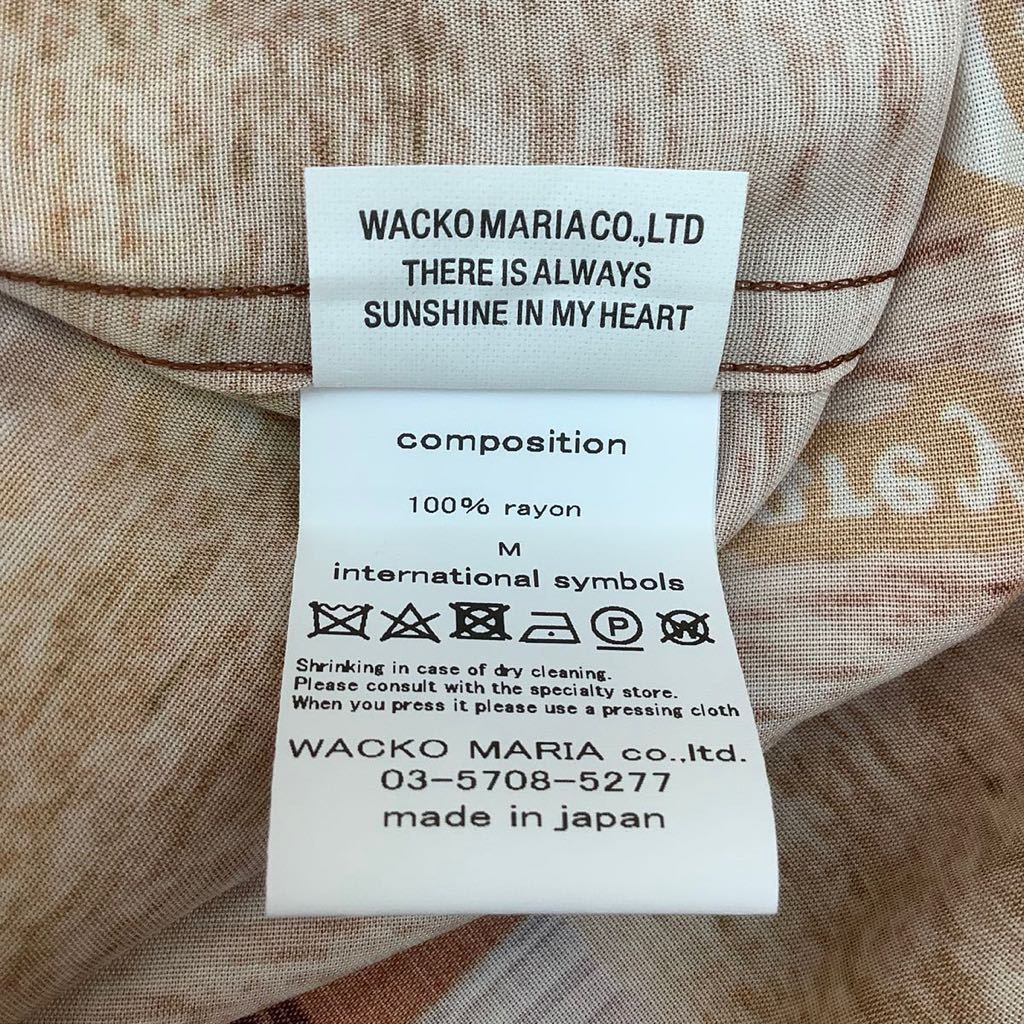 WACKO MARIA CO.,LTD
THERE IS ALWAYS
SUNSHINE IN MY HEART
composition
100% rayon
M
international symbols
P W
Shrinking in case of dry cleaning.
Please consult with the specialty store.
When you press it please use a pressing cloth
WACKO MARIA co.,ltd.
03-5708-5277
made in japan